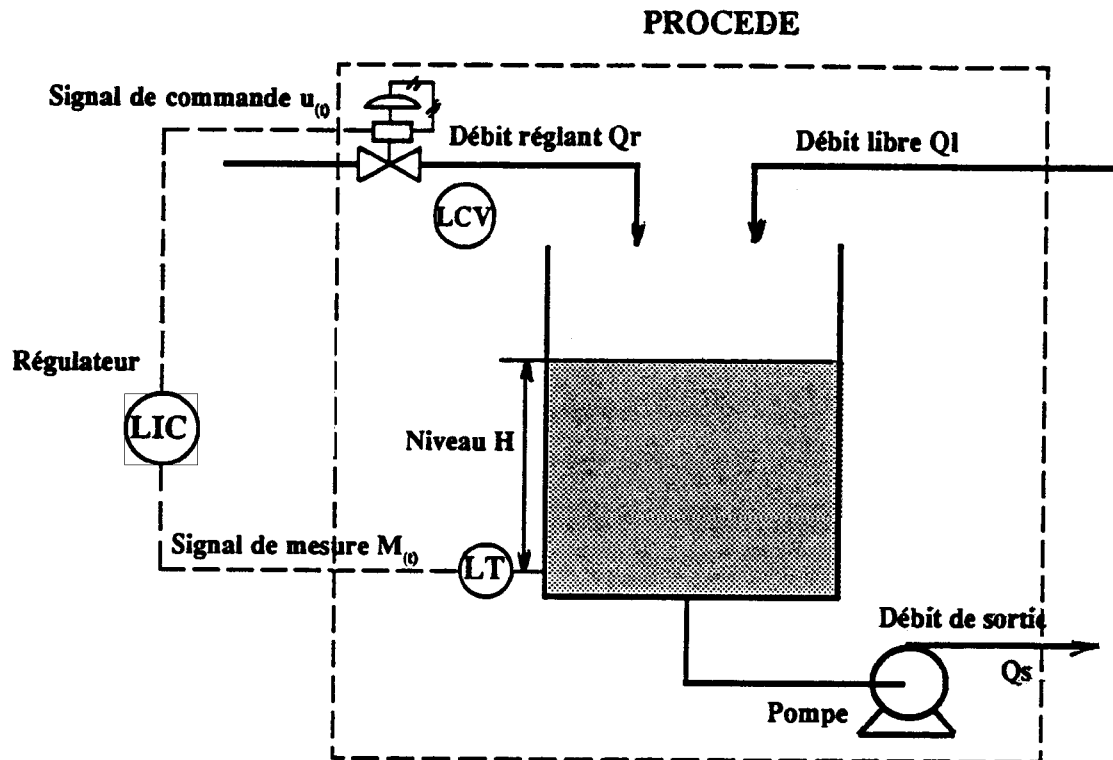 PROCEDE
Signal de commande u(t)
Débit réglant Qr
Débit libre Ql
LCV
Régulateur
LIC
Niveau H
Signal de mesure M(t)
LT
Débit de sortie
Qs
Pompe